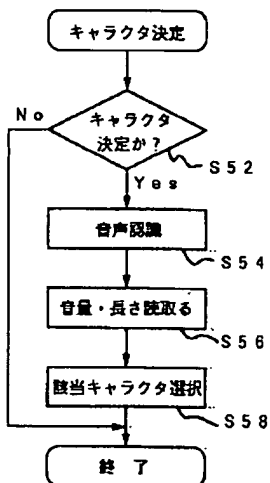 キャラクタ決定
No
キャラクタ
決定か?
S52
Yes
音声認識
S54
音量・長さ読取る
S56
該当キャラクタ選択
S58
終了